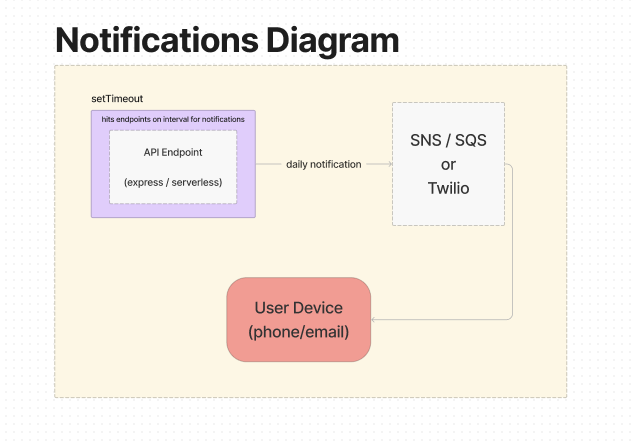 Notifications Diagram
setTimeout
hits endpoints on interval for notifications
API Endpoint
(express / serverless)
daily notification
SNS / SQS
or
Twilio
User Device
(phone/email)